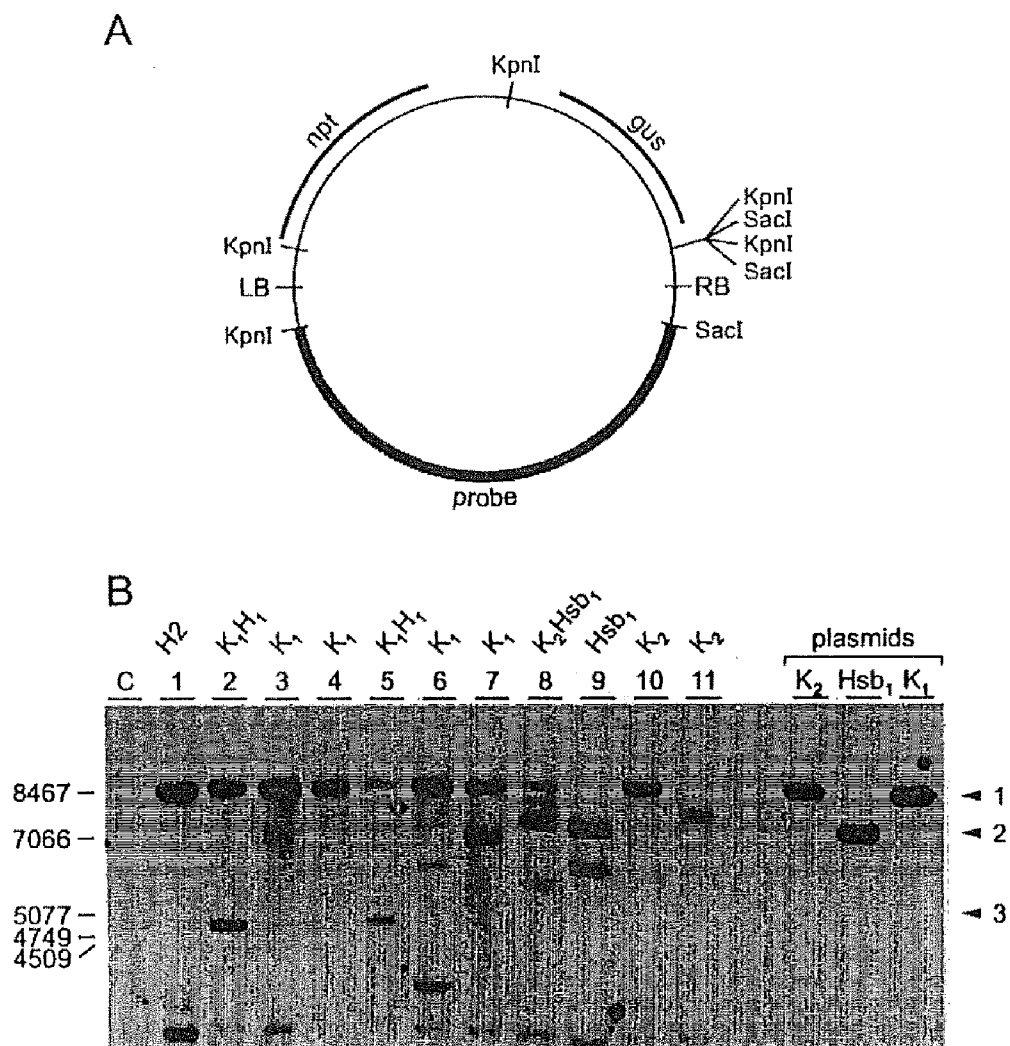 A
KpnI
npt
gus
KpnI
SacI
KpnI
SacI
KpnI
LB
RB
KpnI
SacI
probe
B
H2
K₁H₁
K₁
K₁
K₁H₁
K₁
K₁
K₂Hsb₁
Hsb₁
K₂
K₂
plasmids
C 1 2 3 4 5 6 7 8 9 10 11 K₂ Hsb₁ K₁
8467
1
7066
2
5077
3
4749
4509